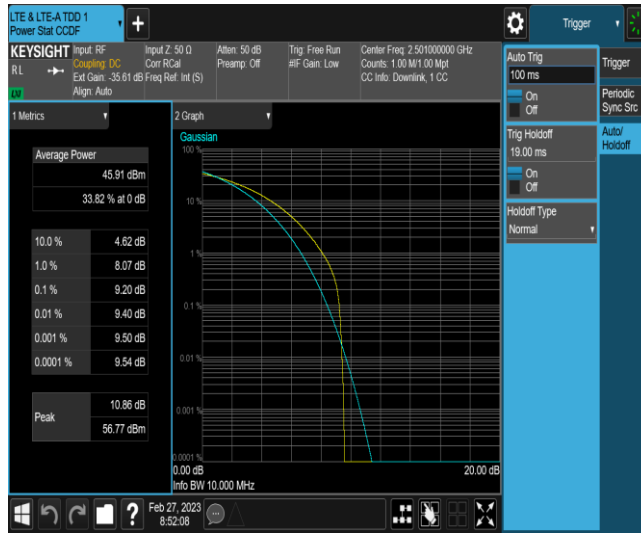 LTE & LTE-A TDD 1
Power Stat CCDF
Trigger
KEYSIGHT
RL
LVI
Input: RF
Coupling: DC
Ext Gain: -35.61 dB
Align: Auto
Input Z: 50 Ω
Corr RCal
Freq Ref: Int (S)
Atten: 50 dB
Preamp: Off
Trig: Free Run
#IF Gain: Low
Center Freq: 2.501000000 GHz
Counts: 1.00 M/1.00 Mpt
CC Info: Downlink, 1 CC
1 Metrics
Average Power
45.91 dBm
33.82 % at 0 dB
10.0 % 4.62 dB
1.0 % 8.07 dB
0.1 % 9.20 dB
0.01 % 9.40 dB
0.001 % 9.50 dB
0.0001 % 9.54 dB
Peak
10.86 dB
56.77 dBm
2 Graph
Gaussian
100 %
10 %
1 %
0.1 %
0.01 %
0.001 %
0.0001 %
0.00 dB 20.00 dB
Info BW 10.000 MHz
Auto Trig
100 ms
On
Off
Trig Holdoff
19.00 ms
On
Off
Holdoff Type
Normal
Trigger
Periodic
Sync Src
Auto/
Holdoff
?
Feb 27, 2023
8:52:08